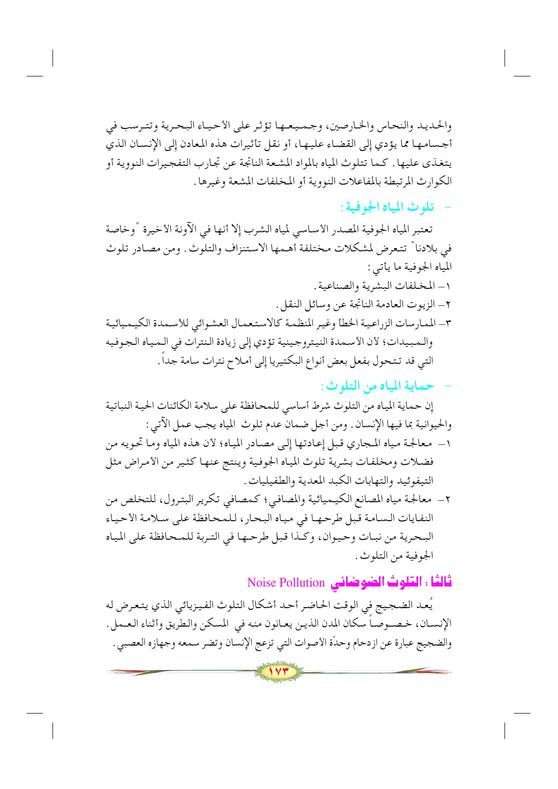 والحديد والنحاس والخارصين، وجميعها تؤثر على الأحياء البحرية وتترسب في
أجسامها مما يؤدي إلى القضاء عليها، أو نقل تأثيرات هذه المعادن إلى الإنسان الذي
يتغذى عليها. كما تتلوث المياه بالمواد المشعة الناتجة عن تجارب التفجيرات النووية أو
الكوارث المرتبطة بالمفاعلات النووية أو المخلفات المشعة وغيرها.
- تلوث المياه الجوفية:
تعتبر المياه الجوفية المصدر الأساسي لمياه الشرب إلا أنها في الآونة الأخيرة "وخاصة
في بلادنا" تتعرض لمشكلات مختلفة أهمها الاستنزاف والتلوث. ومن مصادر تلوث
المياه الجوفية ما يأتي:
١- المخلفات البشرية والصناعية.
٢- الزيوت العادمة الناتجة عن وسائل النقل.
٣- الممارسات الزراعية الخطأ وغير المنظمة كالاستعمال العشوائي للأسمدة الكيميائية
والمبيدات؛ لأن الأسمدة النيتروجينية تؤدي إلى زيادة النترات في المياه الجوفيه
التي قد تتحول بفعل بعض أنواع البكتيريا إلى أملاح نترات سامة جداً.
- حماية المياه من التلوث:
إن حماية المياه من التلوث شرط أساسي للمحافظة على سلامة الكائنات الحية النباتية
والحيوانية بما فيها الإنسان. ومن أجل ضمان عدم تلوث المياه يجب عمل الآتي:
١- معالجة مياه المجاري قبل إعادتها إلى مصادر المياه؛ لأن هذه المياه وما تحويه من
فضلات ومخلفات بشرية تلوث المياه الجوفية وينتج عنها كثير من الأمراض مثل
التيفوئيد والتهابات الكبد المعدية والطفيليات.
٢- معالجة مياه المصانع الكيميائية والمصافي؛ كمصافي تكرير البترول، للتخلص من
النفايات السامة قبل طرحها في مياه البحار، للمحافظة على سلامة الأحياء
البحرية من نبات وحيوان، وكذا قبل طرحها في التربة للمحافظة على المياه
الجوفية من التلوث.
ثالثاً: التلوث الضوضائي Noise Pollution
يُعد الضجيج في الوقت الحاضر أحد أشكال التلوث الفيزيائي الذي يتعرض له
الإنسان، خصوصاً سكان المدن الذين يعانون منه في المسكن والطريق وأثناء العمل.
والضجيج عبارة عن ازدحام وحدّة الأصوات التي تزعج الإنسان وتضر سمعه وجهازه العصبي.
١٧٣